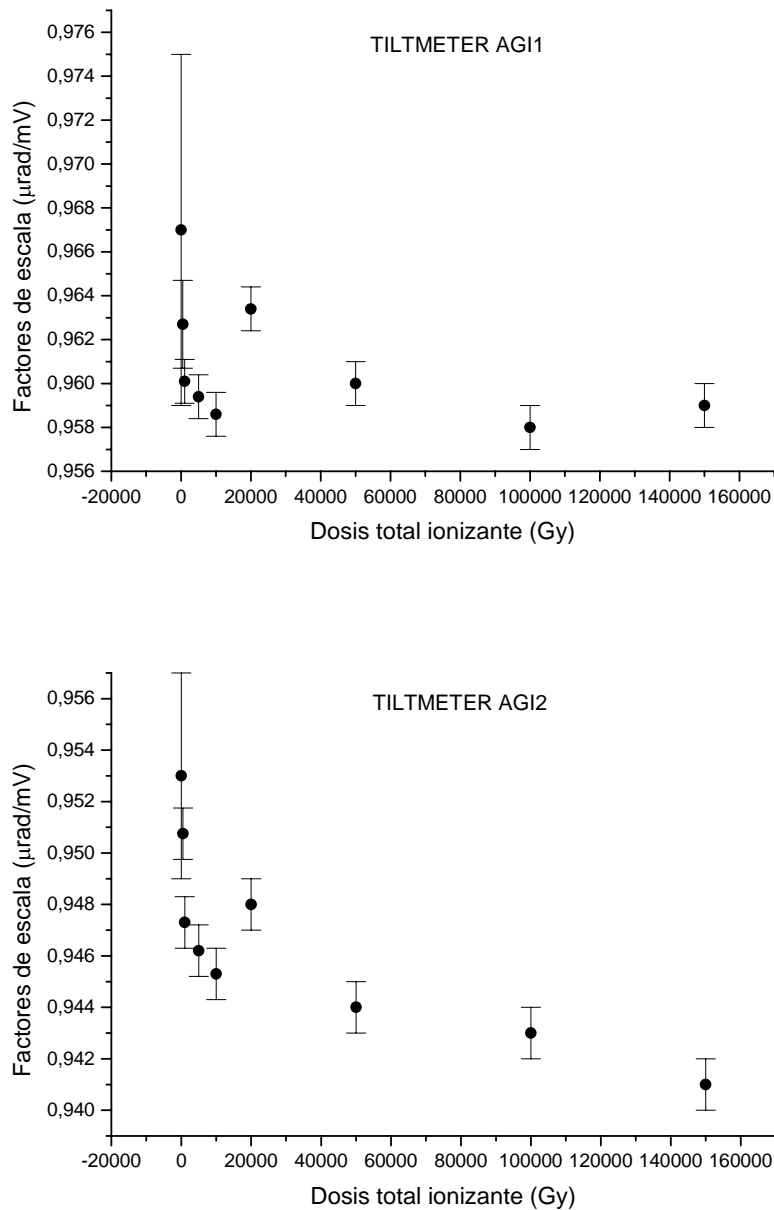 TILTMETER AGI1
Factores de escala (μrad/mV)
0,976
0,974
0,972
0,970
0,968
0,966
0,964
0,962
0,960
0,958
0,956
-20000 0 20000 40000 60000 80000 100000 120000 140000 160000
Dosis total ionizante (Gy)
TILTMETER AGI2
Factores de escala (μrad/mV)
0,956
0,954
0,952
0,950
0,948
0,946
0,944
0,942
0,940
-20000 0 20000 40000 60000 80000 100000 120000 140000 160000
Dosis total ionizante (Gy)